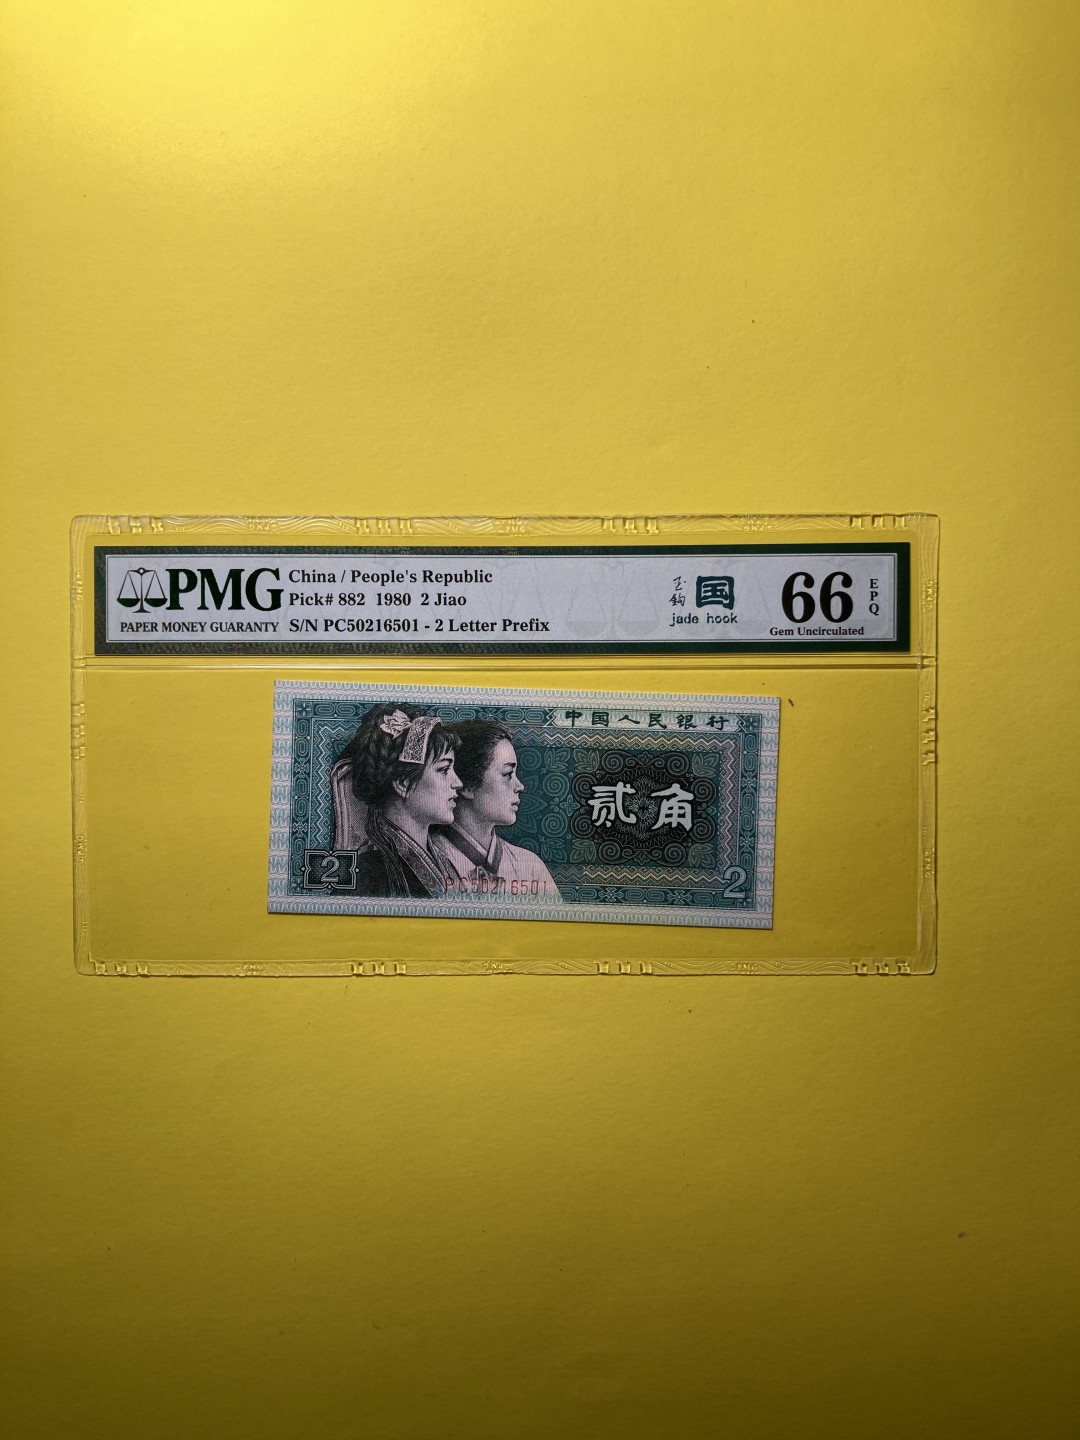 PMG
PAPER MONEY GUARANTY
China / People's Republic
Pick# 882 1980 2 Jiao
S/N PC50216501 - 2 Letter Prefix
玉鈎
国
jade hook
66
EPQ
Gem Uncirculated
中国人民银行
贰角
2
PC50216501
2